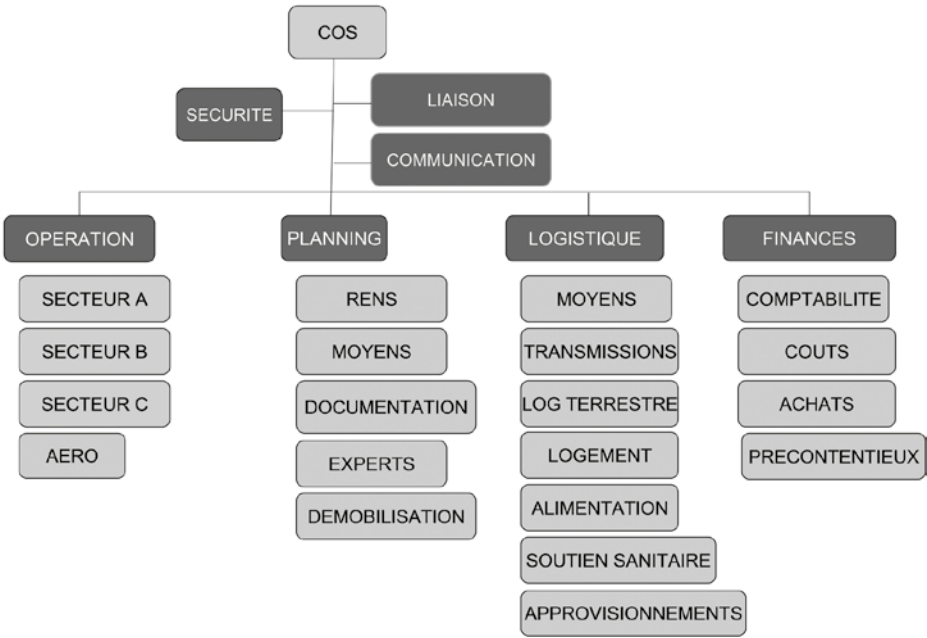 COS
SECURITE
LIAISON
COMMUNICATION
OPERATION
SECTEUR A
SECTEUR B
SECTEUR C
AERO
PLANNING
RENS
MOYENS
DOCUMENTATION
EXPERTS
DEMOBILISATION
LOGISTIQUE
MOYENS
TRANSMISSIONS
LOG TERRESTRE
LOGEMENT
ALIMENTATION
SOUTIEN SANITAIRE
APPROVISIONNEMENTS
FINANCES
COMPTABILITE
COUTS
ACHATS
PRECONTENTIEUX